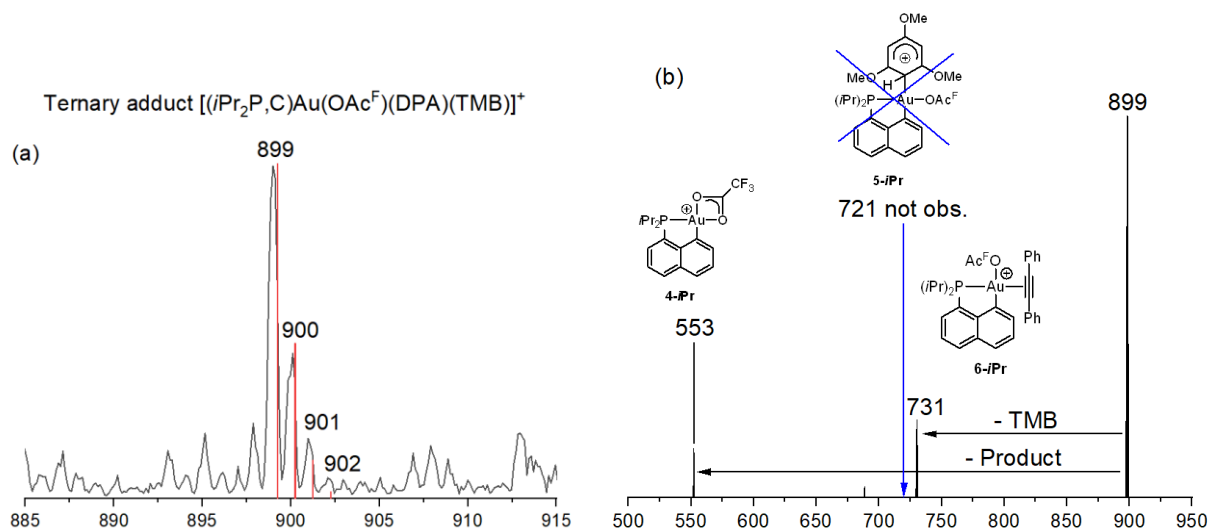 Ternary adduct [(iPr₂P,C)Au(OAcᶠ)(DPA)(TMB)]⁺
(a)
899
900
901
902
885 890 895 900 905 910 915
(b)
OMe
⊕
MeO H OMe
(iPr)₂P Au OAcᶠ
5-iPr
721 not obs.
899
CF₃
O
⊕ O
iPr₂P Au
4-iPr
553
Ph
AcᶠO ⊕
(iPr)₂P Au
Ph
6-iPr
731
- TMB
- Product
500 550 600 650 700 750 800 850 900 950